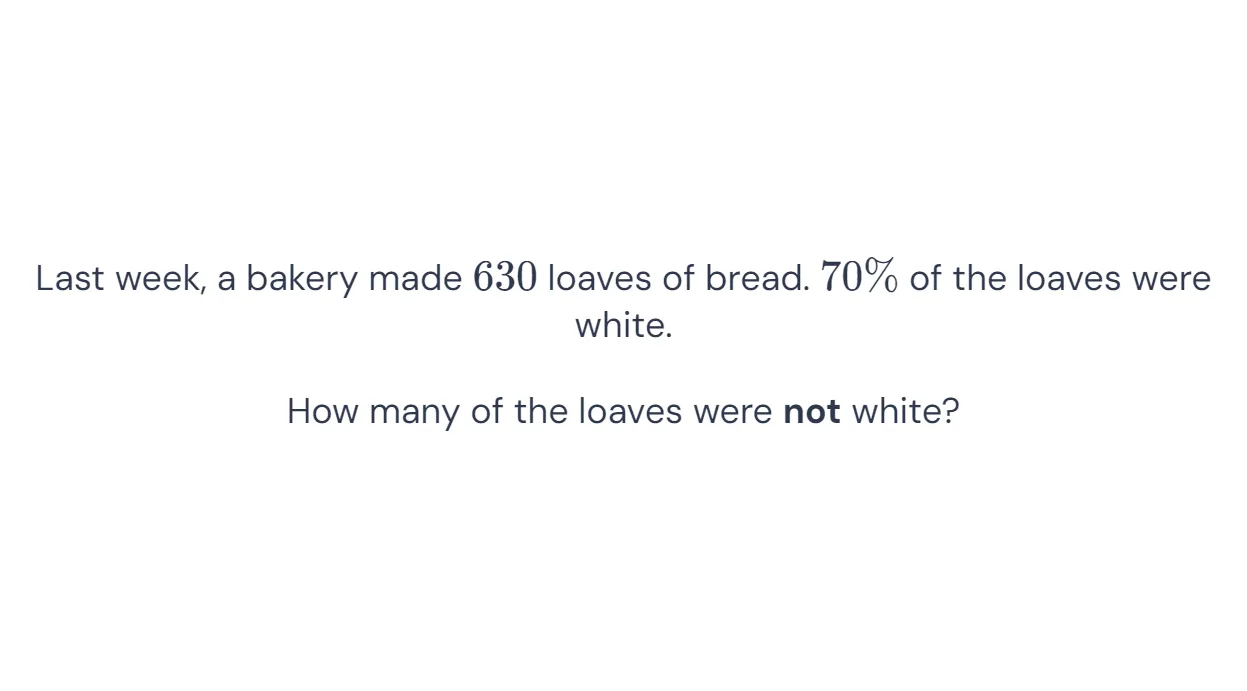 Last week, a bakery made 630 loaves of bread. 70% of the loaves were
white.
How many of the loaves were not white?